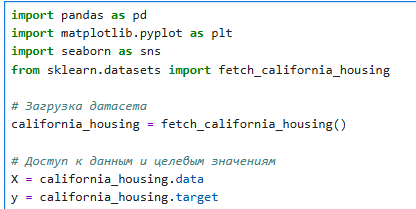 import pandas as pd
import matplotlib.pyplot as plt
import seaborn as sns
from sklearn.datasets import fetch_california_housing
# Загрузка датасета
california_housing = fetch_california_housing()
# Доступ к данным и целевым значениям
X = california_housing.data
y = california_housing.target